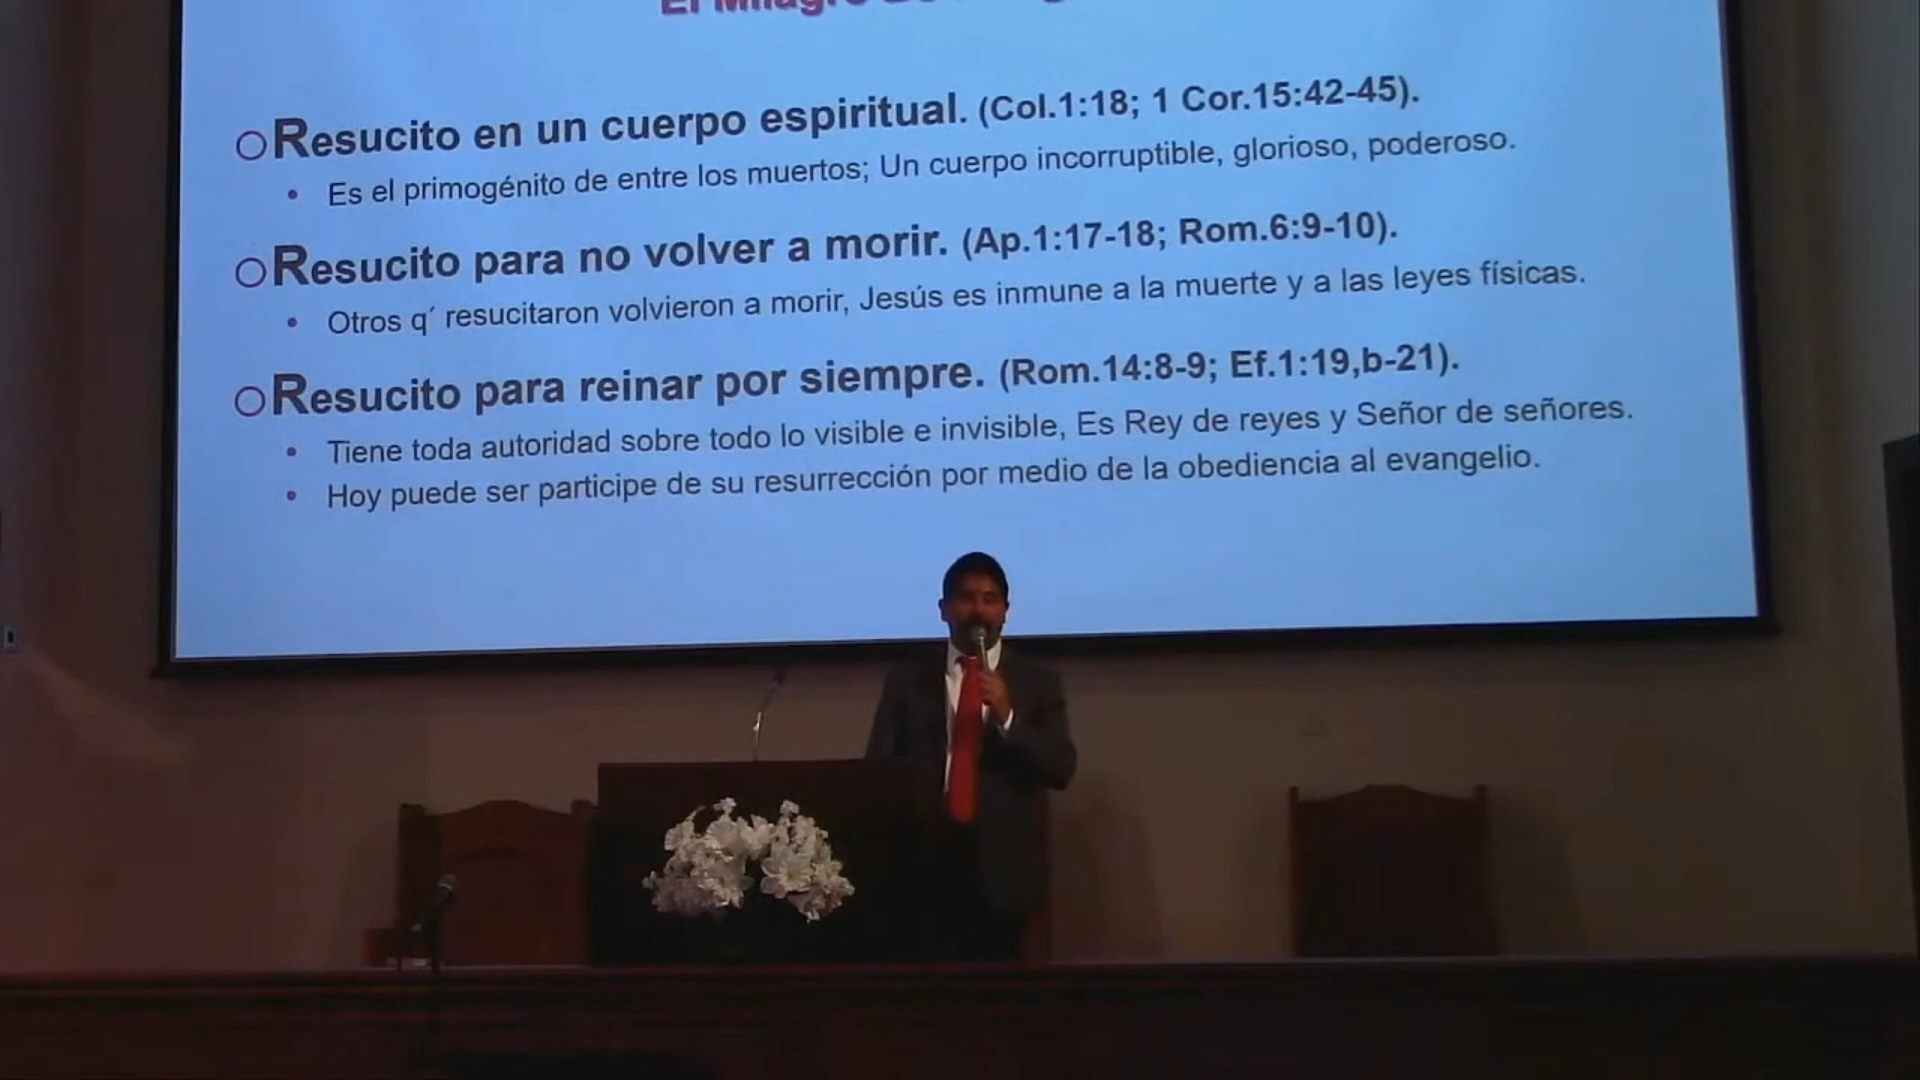 El Milagro
Resucito en un cuerpo espiritual. (Col.1:18; 1 Cor.15:42-45).
• Es el primogénito de entre los muertos; Un cuerpo incorruptible, glorioso, poderoso.
Resucito para no volver a morir. (Ap.1:17-18; Rom.6:9-10).
• Otros q´ resucitaron volvieron a morir, Jesús es inmune a la muerte y a las leyes físicas.
Resucito para reinar por siempre. (Rom.14:8-9; Ef.1:19,b-21).
• Tiene toda autoridad sobre todo lo visible e invisible, Es Rey de reyes y Señor de señores.
• Hoy puede ser participe de su resurrección por medio de la obediencia al evangelio.